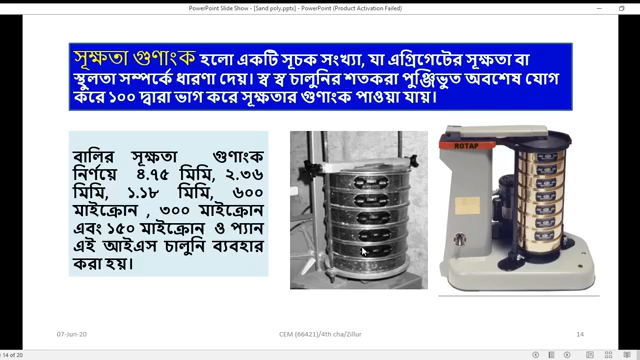 PowerPoint Slide Show - [Sand poly.pptx] - PowerPoint (Product Activation Failed)
সূক্ষতা গুণাংক হলো একটি সূচক সংখ্যা, যা এগ্রিগেটের সূক্ষতা বা
স্থুলতা সম্পর্কে ধারণা দেয়। স্ব স্ব চালুনির শতকরা পুঞ্জিভুত অবশেষ যোগ
করে ১০০ দ্বারা ভাগ করে সূক্ষতার গুণাংক পাওয়া যায়।
বালির সূক্ষতা গুণাংক
নির্ণয়ে ৪.৭৫ মিমি, ২.৩৬
মিমি, ১.১৮ মিমি, ৬০০
মাইক্রোন , ৩০০ মাইক্রোন
এবং ১৫০ মাইক্রোন ও প্যান
এই আইএস চালুনি ব্যবহার
করা হয়।
ROTAP
07-Jun-20
CEM (66421)/4th cha/Zillur
14
14 of 20